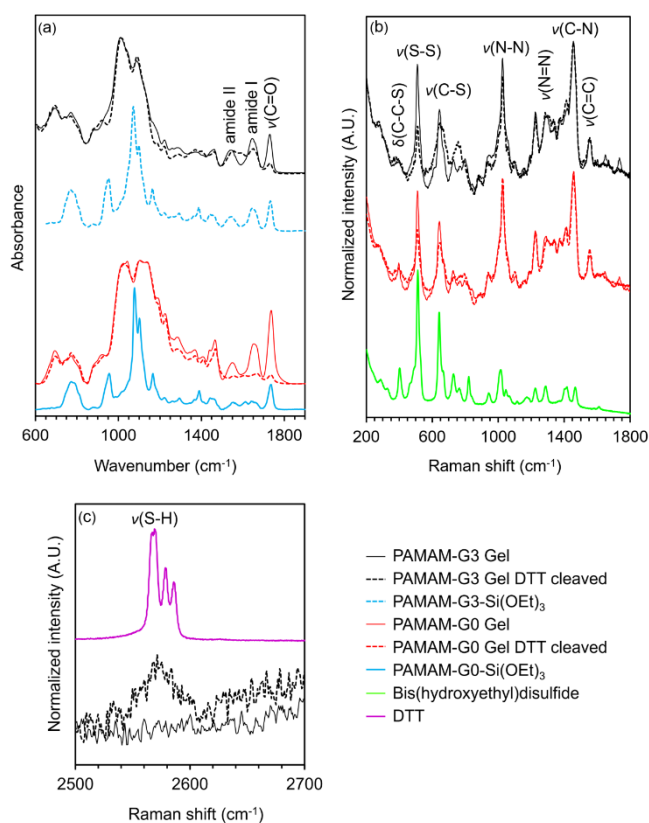 (a)
amide II
amide I
ν(C=O)
Absorbance
600 1000 1400 1800
Wavenumber (cm-1)
(b)
δ(C-C-S)
ν(S-S)
ν(C-S)
ν(N-N)
ν(N=N)
ν(C-N)
ν(C=C)
Normalized intensity (A.U.)
200 600 1000 1400 1800
Raman shift (cm-1)
(c)
ν(S-H)
Normalized intensity (A.U.)
2500 2600 2700
Raman shift (cm-1)
PAMAM-G3 Gel
PAMAM-G3 Gel DTT cleaved
PAMAM-G3-Si(OEt)3
PAMAM-G0 Gel
PAMAM-G0 Gel DTT cleaved
PAMAM-G0-Si(OEt)3
Bis(hydroxyethyl)disulfide
DTT